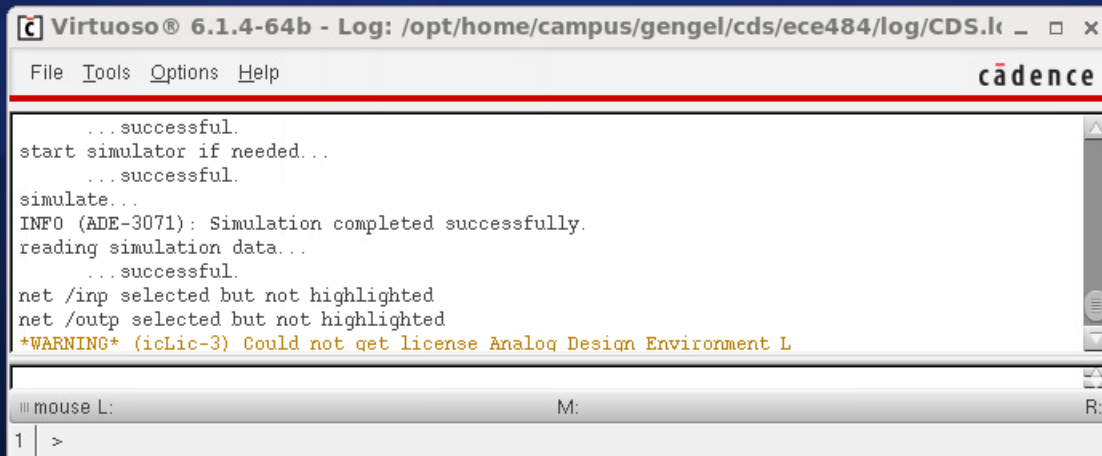 Virtuoso® 6.1.4-64b - Log: /opt/home/campus/gengel/cds/ece484/log/CDS.l
File Tools Options Help
cādence
...successful.
start simulator if needed...
...successful.
simulate...
INFO (ADE-3071): Simulation completed successfully.
reading simulation data...
...successful.
net /inp selected but not highlighted
net /outp selected but not highlighted
*WARNING* (icLic-3) Could not get license Analog Design Environment L
mouse L: M: R:
1 >